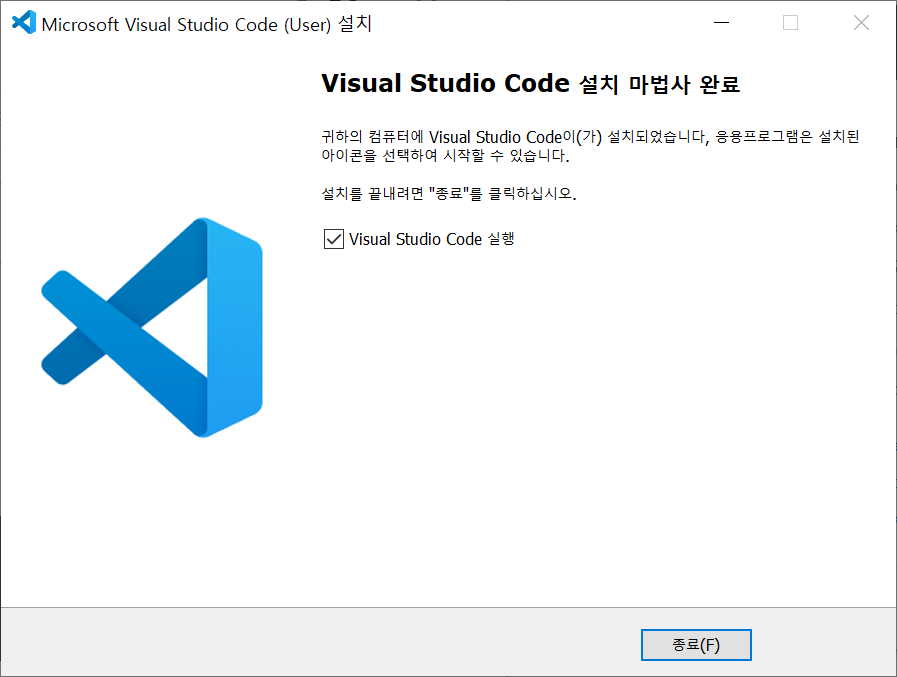 Microsoft Visual Studio Code (User) 설치
Visual Studio Code 설치 마법사 완료
귀하의 컴퓨터에 Visual Studio Code이(가) 설치되었습니다, 응용프로그램은 설치된
아이콘을 선택하여 시작할 수 있습니다.
설치를 끝내려면 "종료"를 클릭하십시오.
Visual Studio Code 실행
종료(F)